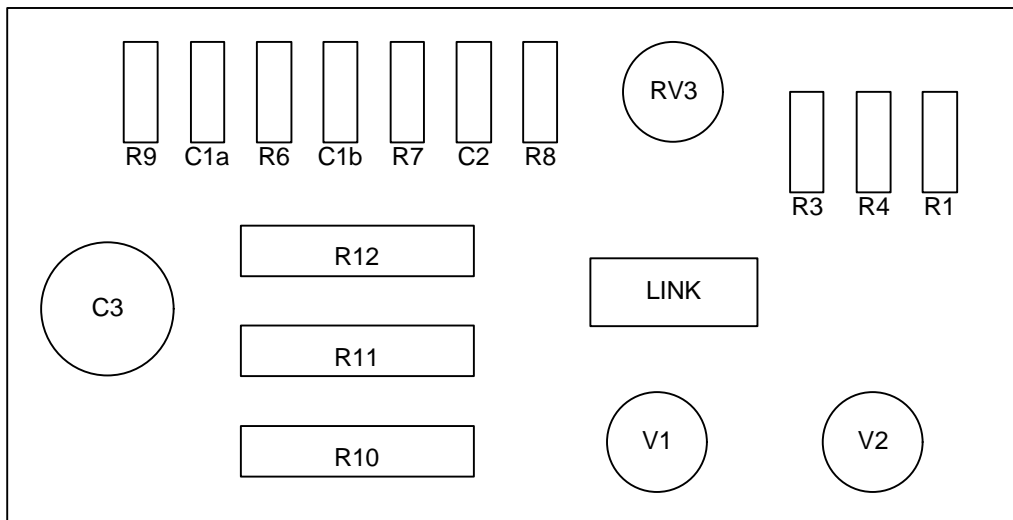 RV3
R9 C1a R6 C1b R7 C2 R8
R3 R4 R1
R12
LINK
C3
R11
V1 V2
R10